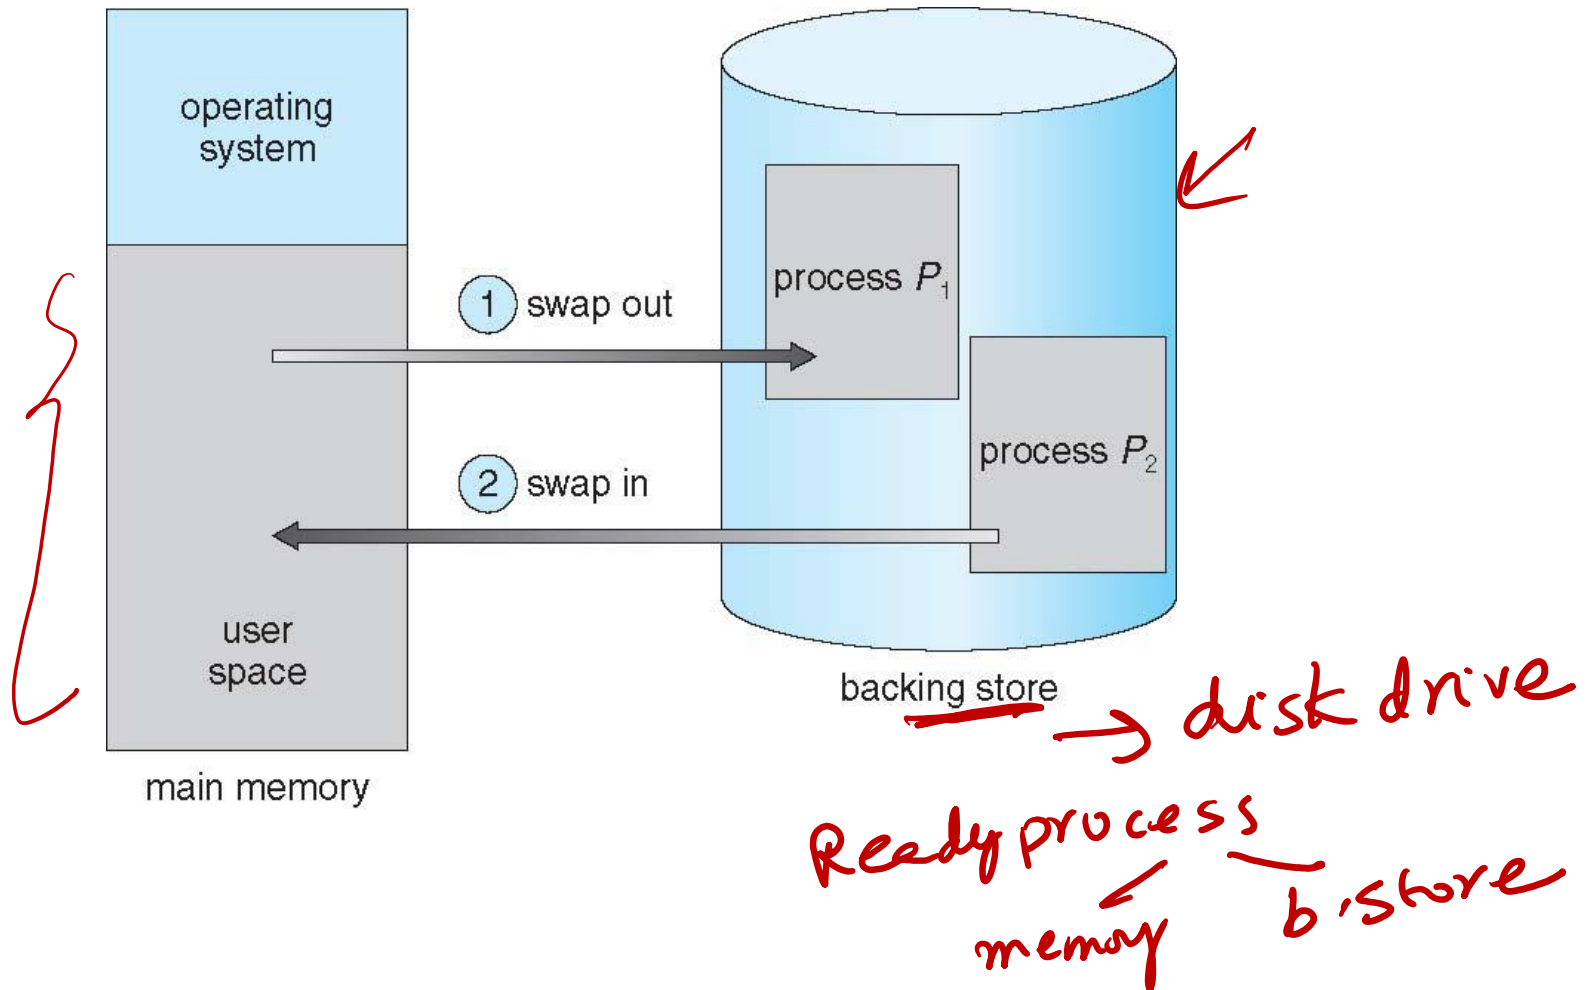 operating
system
1 swap out
process P₁
process P₂
2 swap in
user
space
backing store
→ disk drive
main memory
Ready process
memory b.store